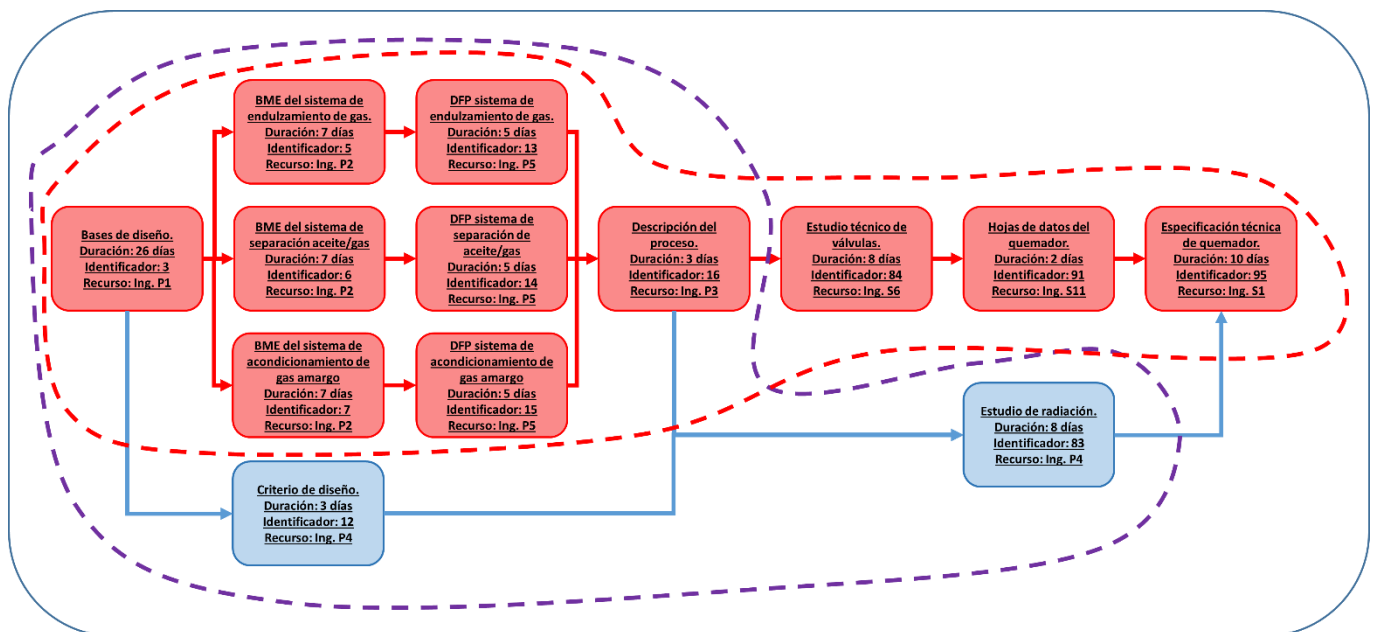 BME del sistema de
endulzamiento de gas.
Duración: 7 días
Identificador: 5
Recurso: Ing. P2
DFP sistema de
endulzamiento de gas.
Duración: 5 días
Identificador: 13
Recurso: Ing. P5
Bases de diseño.
Duración: 26 días
Identificador: 3
Recurso: Ing. P1
BME del sistema de
separación aceite/gas
Duración: 7 días
Identificador: 6
Recurso: Ing. P2
DFP sistema de
separación de
aceite/gas
Duración: 5 días
Identificador: 14
Recurso: Ing. P5
Descripción del
proceso.
Duración: 3 días
Identificador: 16
Recurso: Ing. P3
Estudio técnico de
válvulas.
Duración: 8 días
Identificador: 84
Recurso: Ing. S6
Hojas de datos del
quemador.
Duración: 2 días
Identificador: 91
Recurso: Ing. S11
Especificación técnica
de quemador.
Duración: 10 días
Identificador: 95
Recurso: Ing. S1
BME del sistema de
acondicionamiento de
gas amargo
Duración: 7 días
Identificador: 7
Recurso: Ing. P2
DFP sistema de
acondicionamiento de
gas amargo
Duración: 5 días
Identificador: 15
Recurso: Ing. P5
Estudio de radiación.
Duración: 8 días
Identificador: 83
Recurso: Ing. P4
Criterio de diseño.
Duración: 3 días
Identificador: 12
Recurso: Ing. P4